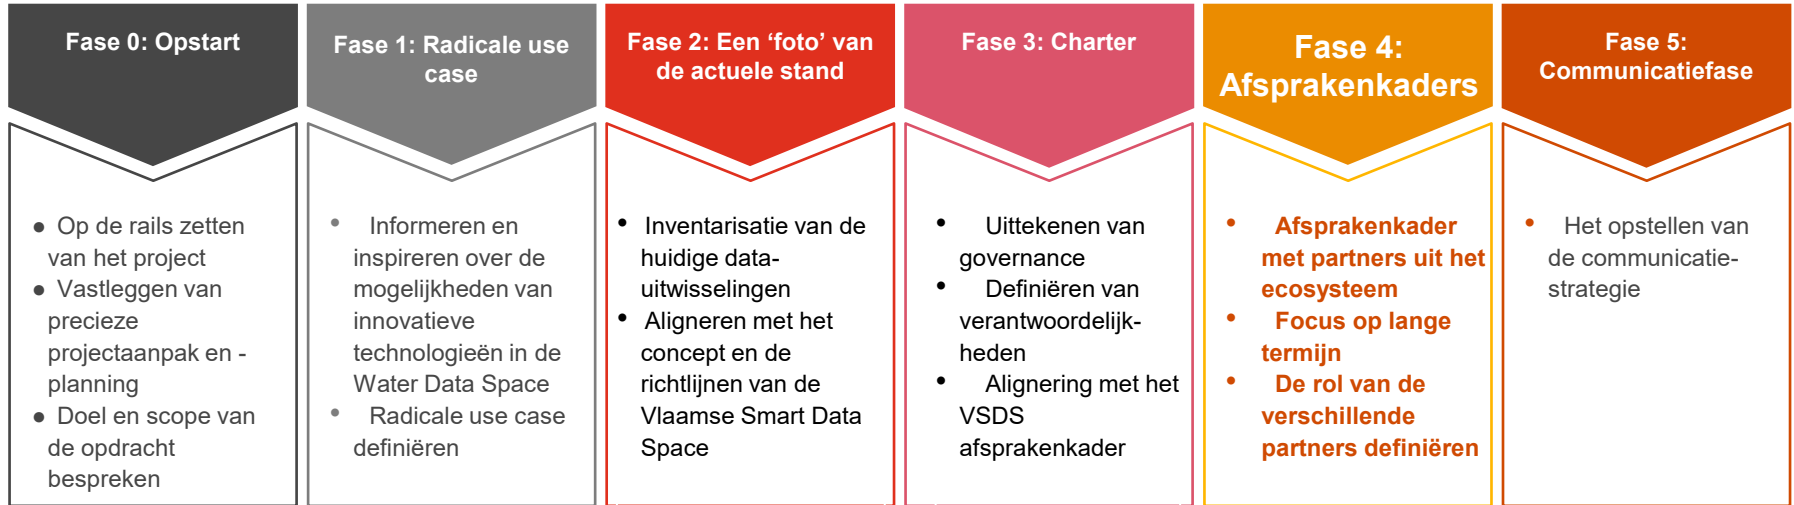 Fase 0: Opstart
● Op de rails zetten
van het project
● Vastleggen van
precieze
projectaanpak en -
planning
● Doel en scope van
de opdracht
bespreken
Fase 1: Radicale use
case
• Informeren en
inspireren over de
mogelijkheden van
innovatieve
technologieën in de
Water Data Space
• Radicale use case
definiëren
Fase 2: Een ‘foto’ van
de actuele stand
• Inventarisatie van de
huidige data-
uitwisselingen
• Aligneren met het
concept en de
richtlijnen van de
Vlaamse Smart Data
Space
Fase 3: Charter
• Uittekenen van
governance
• Definiëren van
verantwoordelijk-
heden
• Alignering met het
VSDS
afsprakenkader
Fase 4:
Afsprakenkaders
• Afsprakenkader
met partners uit het
ecosysteem
• Focus op lange
termijn
• De rol van de
verschillende
partners definiëren
Fase 5:
Communicatiefase
• Het opstellen van
de communicatie-
strategie